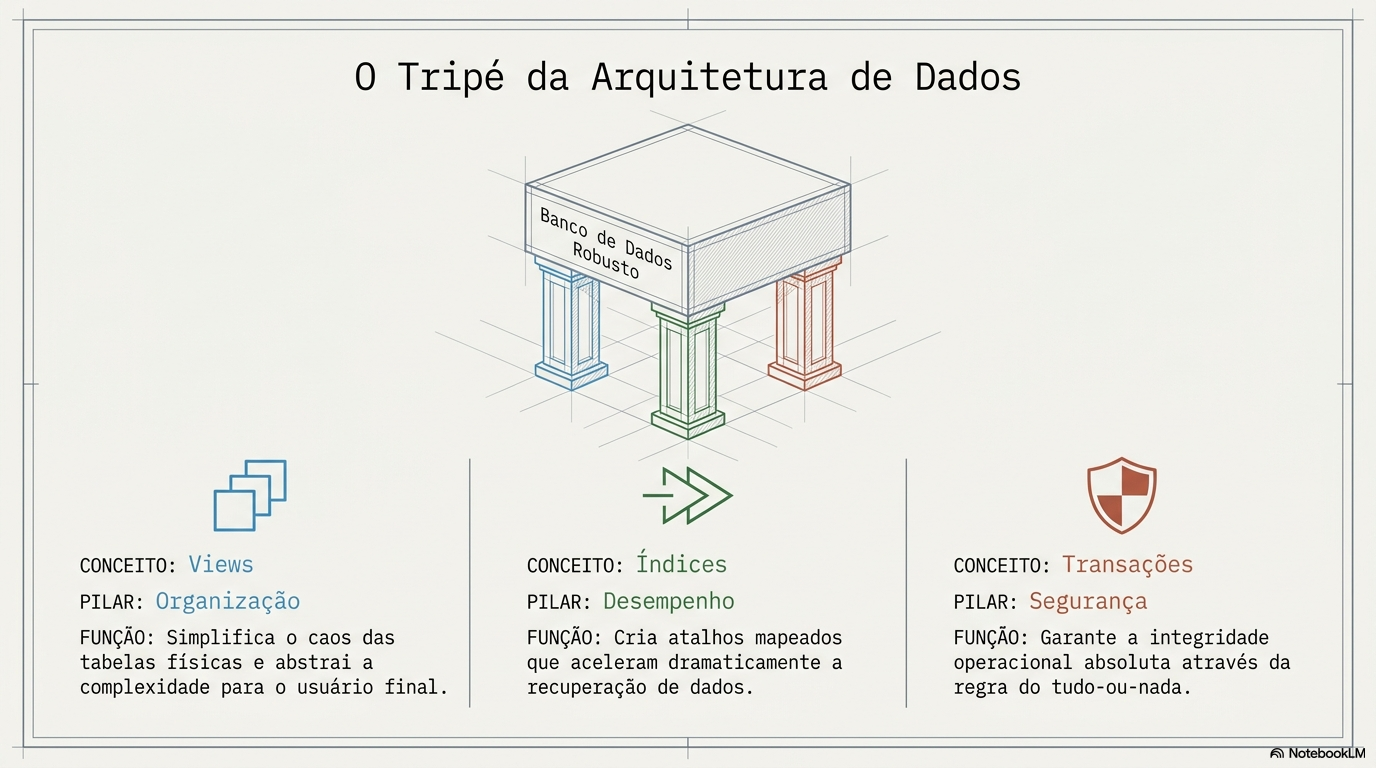 O Tripé da Arquitetura de Dados
Banco de Dados
Robusto
CONCEITO: Views
PILAR: Organização
FUNÇÃO: Simplifica o caos das
tabelas físicas e abstrai a
complexidade para o usuário final.
CONCEITO: Índices
PILAR: Desempenho
FUNÇÃO: Cria atalhos mapeados
que aceleram dramaticamente a
recuperação de dados.
CONCEITO: Transações
PILAR: Segurança
FUNÇÃO: Garante a integridade
operacional absoluta através da
regra do tudo-ou-nada.
NotebookLM